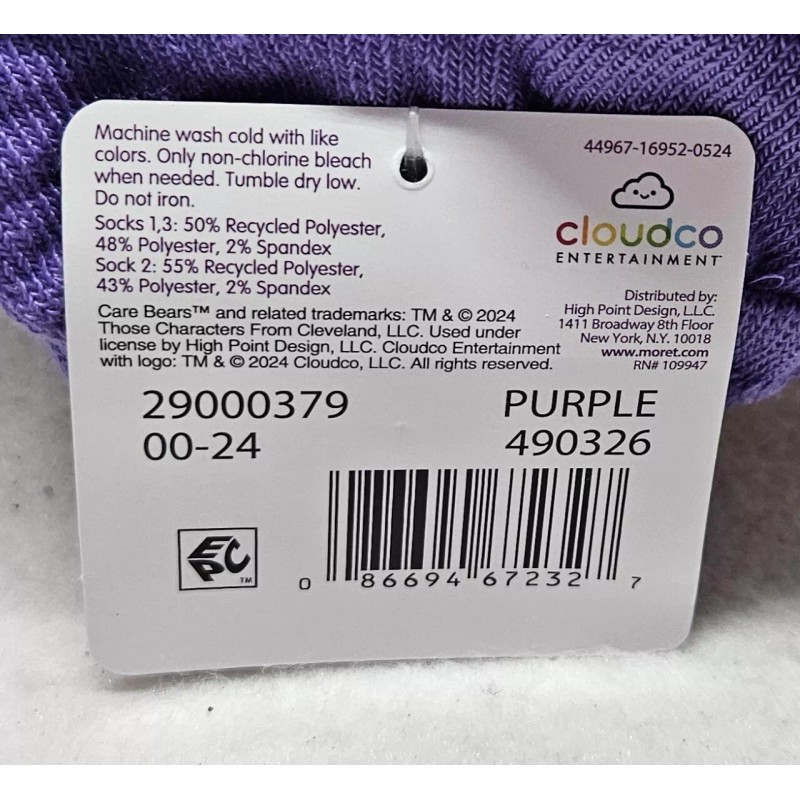 Machine wash cold with like
colors. Only non-chlorine bleach
when needed. Tumble dry low.
Do not iron.
Socks 1,3: 50% Recycled Polyester,
48% Polyester, 2% Spandex
Sock 2: 55% Recycled Polyester,
43% Polyester, 2% Spandex
44967-16952-0524
cloudco
ENTERTAINMENT™
Distributed by:
High Point Design, L.L.C.
1411 Broadway 8th Floor
New York, N.Y. 10018
www.moret.com
RN# 109947
Care Bears™ and related trademarks: TM & © 2024
Those Characters From Cleveland, LLC. Used under
license by High Point Design, LLC. Cloudco Entertainment
with logo: TM & © 2024 Cloudco, LLC. All rights reserved.
29000379 PURPLE
00-24 490326
EPC™
0 86694 67232 7